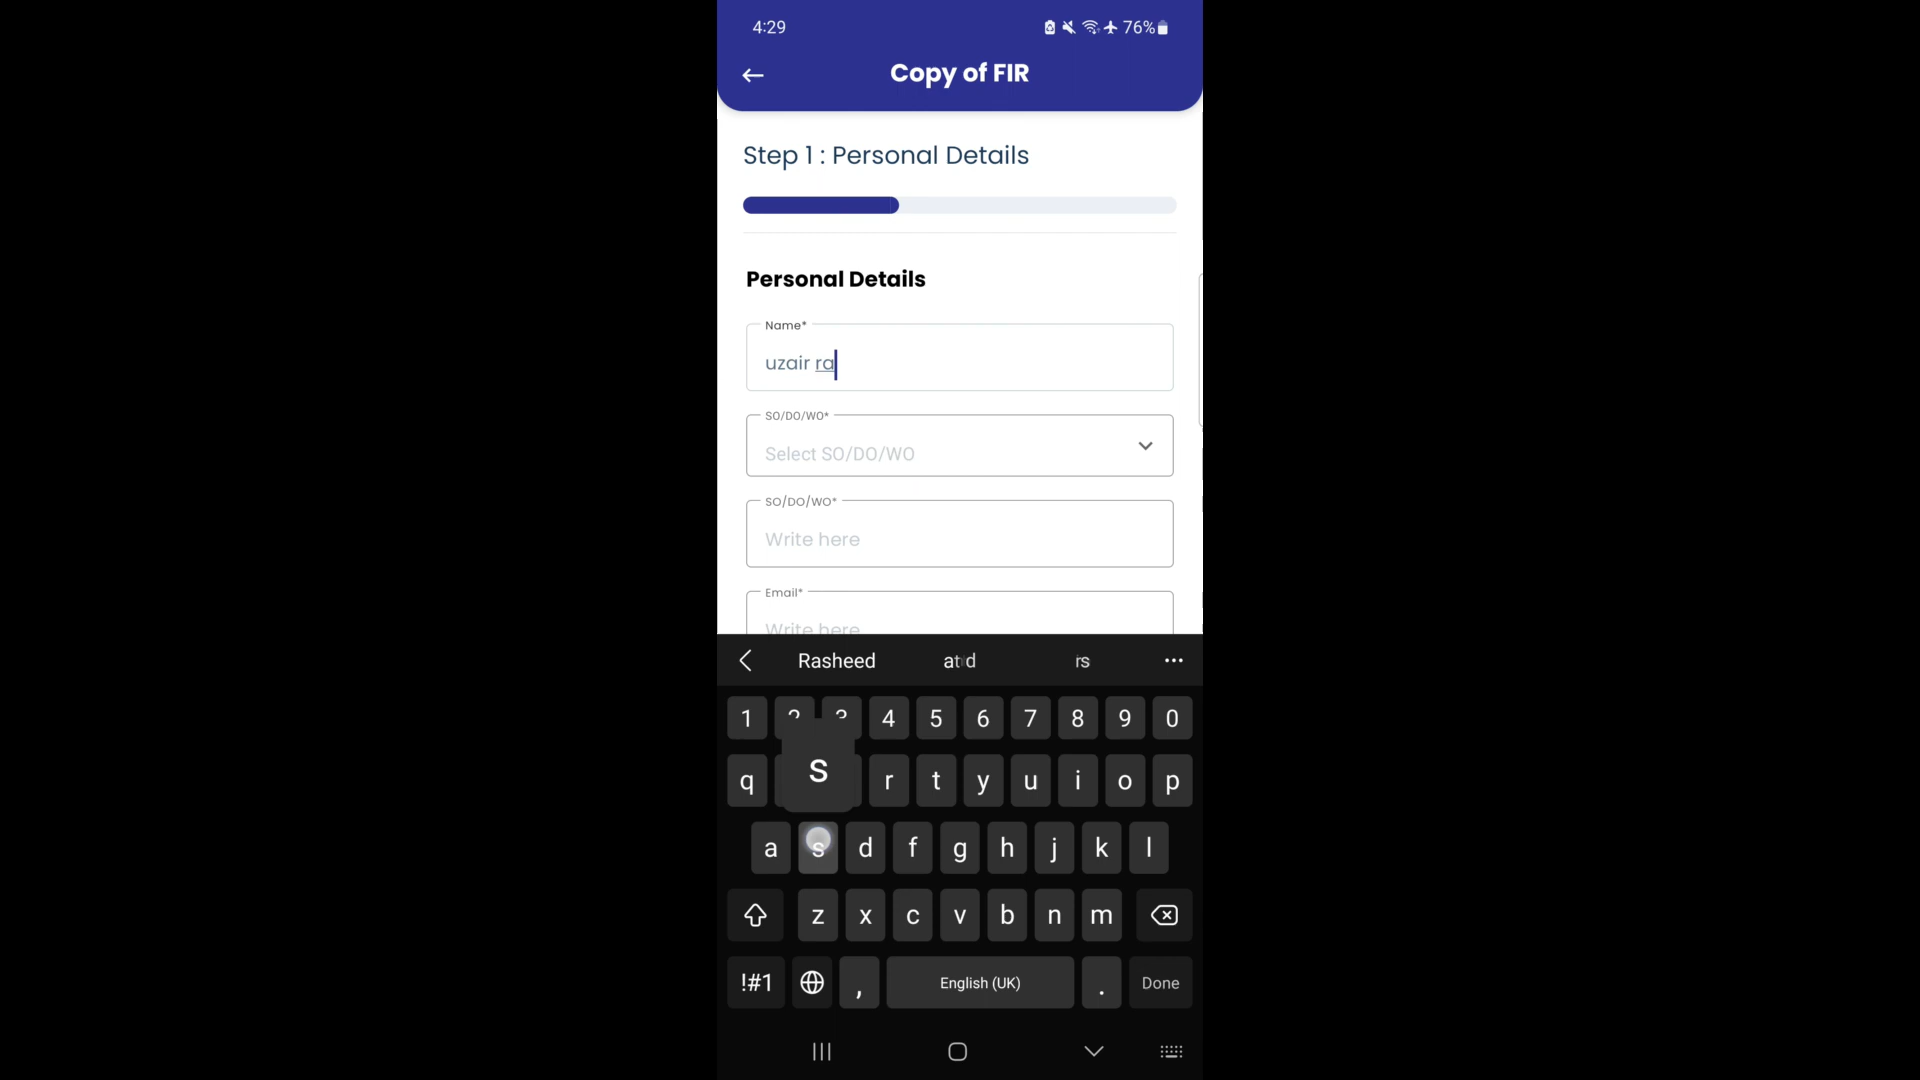 4:29
76%
Copy of FIR
Step 1 : Personal Details
Personal Details
Name*
uzair ra
SO/DO/WO*
Select SO/DO/WO
SO/DO/WO*
Write here
Email*
Write here
Rasheed
1 2 3 4 5 6 7 8 9 0
S
q r t y u i o p
a s d f g h j k l
z x c v b n m
!#1 , English (UK) . Done